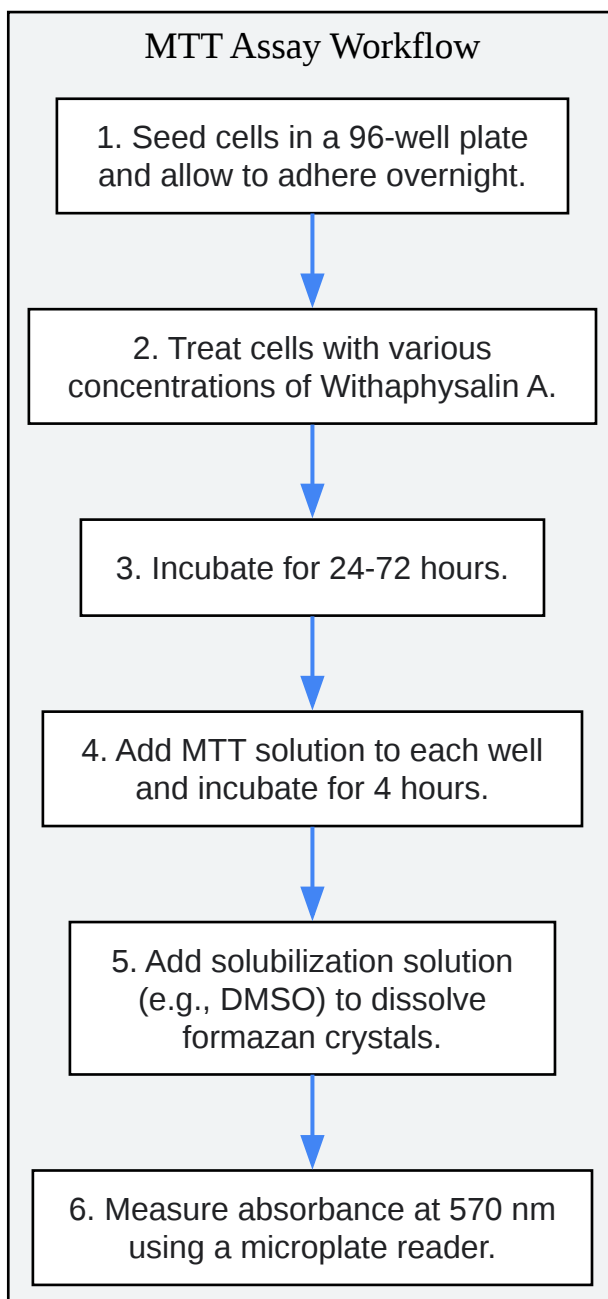 MTT Assay Workflow
1. Seed cells in a 96-well plate
and allow to adhere overnight.
2. Treat cells with various
concentrations of Withaphysalin A.
3. Incubate for 24-72 hours.
4. Add MTT solution to each well
and incubate for 4 hours.
5. Add solubilization solution
(e.g., DMSO) to dissolve
formazan crystals.
6. Measure absorbance at 570 nm
using a microplate reader.